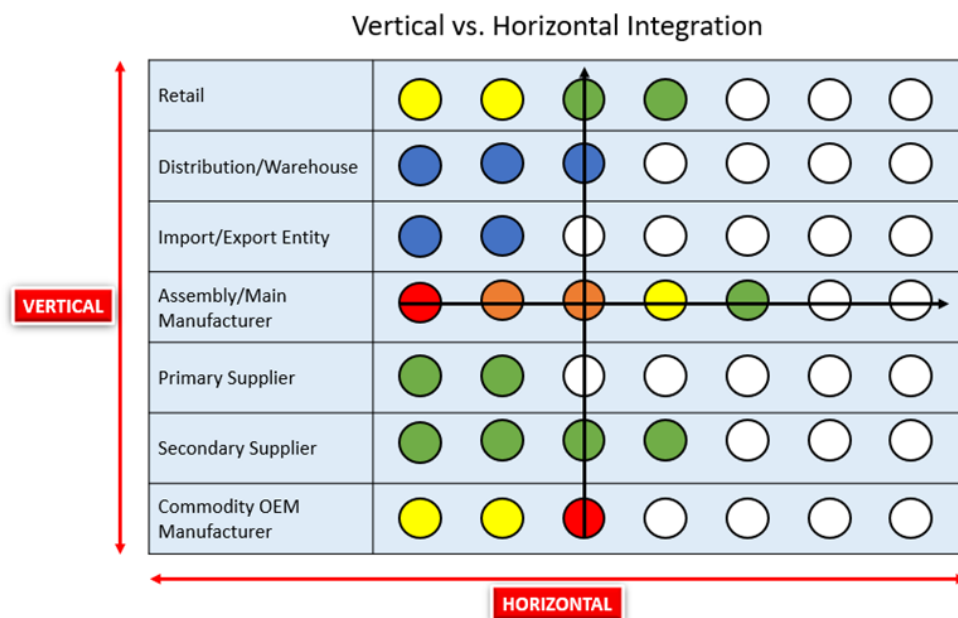 Vertical vs. Horizontal Integration
Retail
Distribution/Warehouse
Import/Export Entity
VERTICAL
Assembly/Main
Manufacturer
Primary Supplier
Secondary Supplier
Commodity OEM
Manufacturer
HORIZONTAL